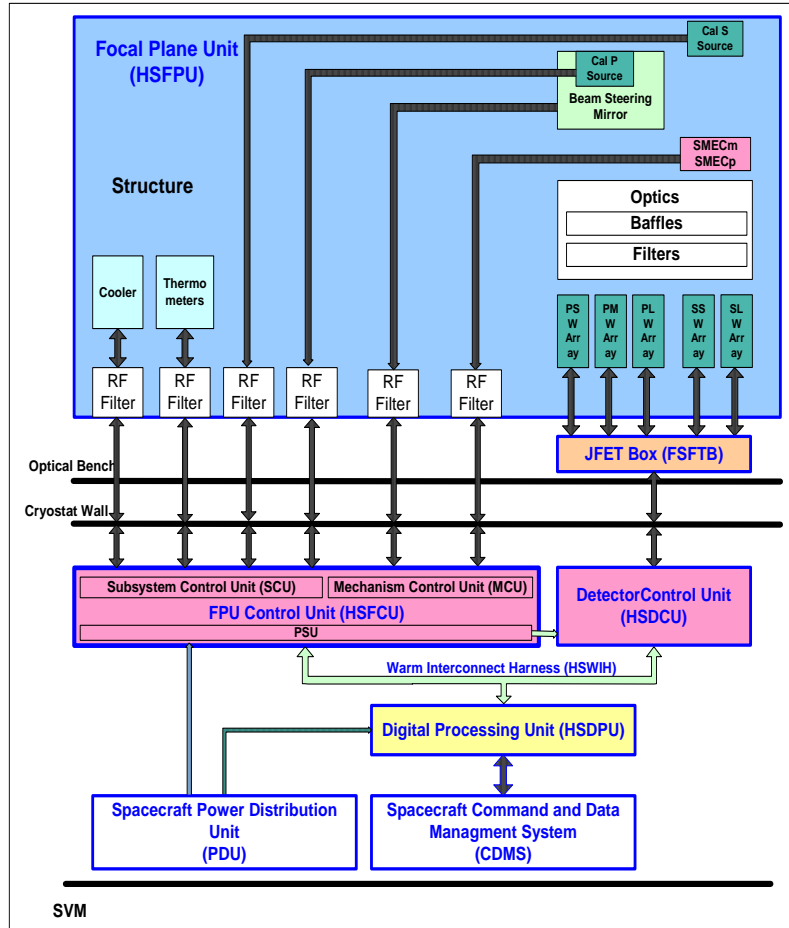 Focal Plane Unit
(HSFPU)
Cal S
Source
Cal P
Source
Beam Steering
Mirror
SMECm
SMECp
Structure
Optics
Baffles
Filters
Cooler
Thermo
meters
PS
W
Arr
ay
PM
W
Arr
ay
PL
W
Arr
ay
SS
W
Arr
ay
SL
W
Arr
ay
RF
Filter
RF
Filter
RF
Filter
RF
Filter
RF
Filter
RF
Filter
JFET Box (FSFTB)
Optical Bench
Cryostat Wall
Subsystem Control Unit (SCU)
Mechanism Control Unit (MCU)
FPU Control Unit (HSFCU)
PSU
DetectorControl Unit
(HSDCU)
Warm Interconnect Harness (HSWIH)
Digital Processing Unit (HSDPU)
Spacecraft Power Distribution
Unit
(PDU)
Spacecraft Command and Data
Managment System
(CDMS)
SVM